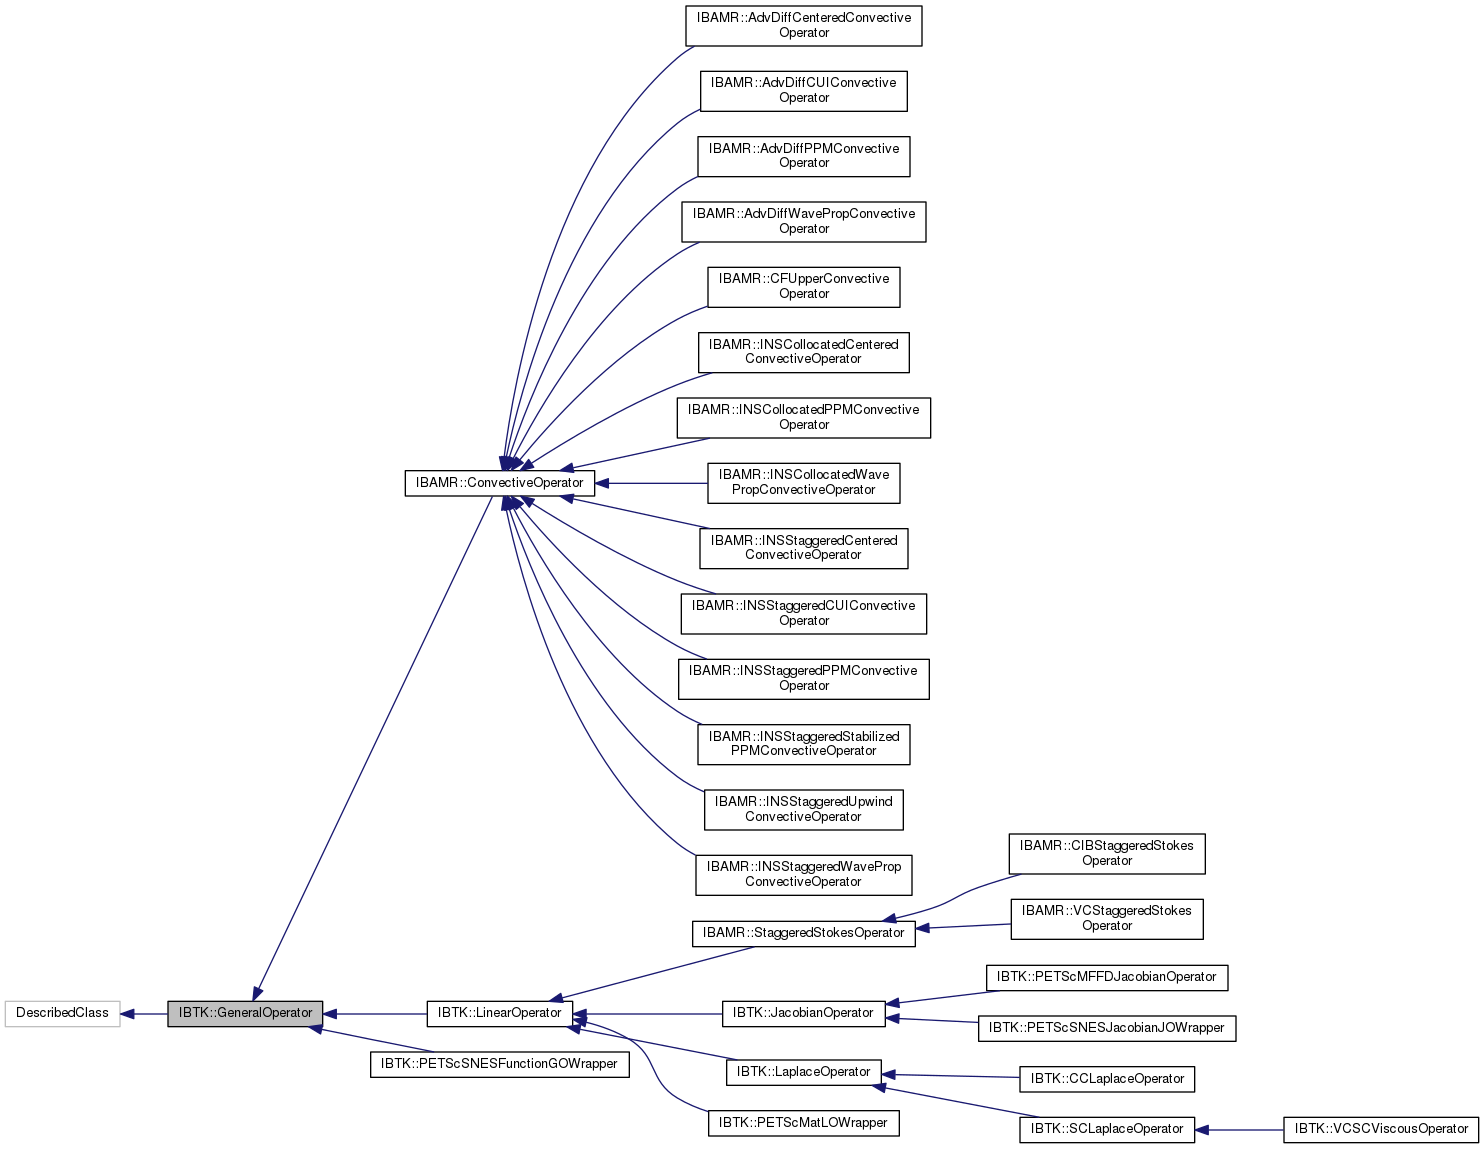 IBAMR::AdvDiffCenteredConvective
Operator
IBAMR::AdvDiffCUIConvective
Operator
IBAMR::AdvDiffPPMConvective
Operator
IBAMR::AdvDiffWavePropConvective
Operator
IBAMR::CFUpperConvective
Operator
IBAMR::INSCollocatedCentered
ConvectiveOperator
IBAMR::INSCollocatedPPMConvective
Operator
IBAMR::ConvectiveOperator
IBAMR::INSCollocatedWave
PropConvectiveOperator
IBAMR::INSStaggeredCentered
ConvectiveOperator
IBAMR::INSStaggeredCUIConvective
Operator
IBAMR::INSStaggeredPPMConvective
Operator
IBAMR::INSStaggeredStabilized
PPMConvectiveOperator
IBAMR::INSStaggeredUpwind
ConvectiveOperator
IBAMR::INSStaggeredWaveProp
ConvectiveOperator
IBAMR::CIBStaggeredStokes
Operator
IBAMR::VCStaggeredStokes
Operator
IBAMR::StaggeredStokesOperator
IBTK::PETScMFFDJacobianOperator
DescribedClass
IBTK::GeneralOperator
IBTK::LinearOperator
IBTK::JacobianOperator
IBTK::PETScSNESJacobianJOWrapper
IBTK::PETScSNESFunctionGOWrapper
IBTK::LaplaceOperator
IBTK::CCLaplaceOperator
IBTK::PETScMatLOWrapper
IBTK::SCLaplaceOperator
IBTK::VCSCViscousOperator